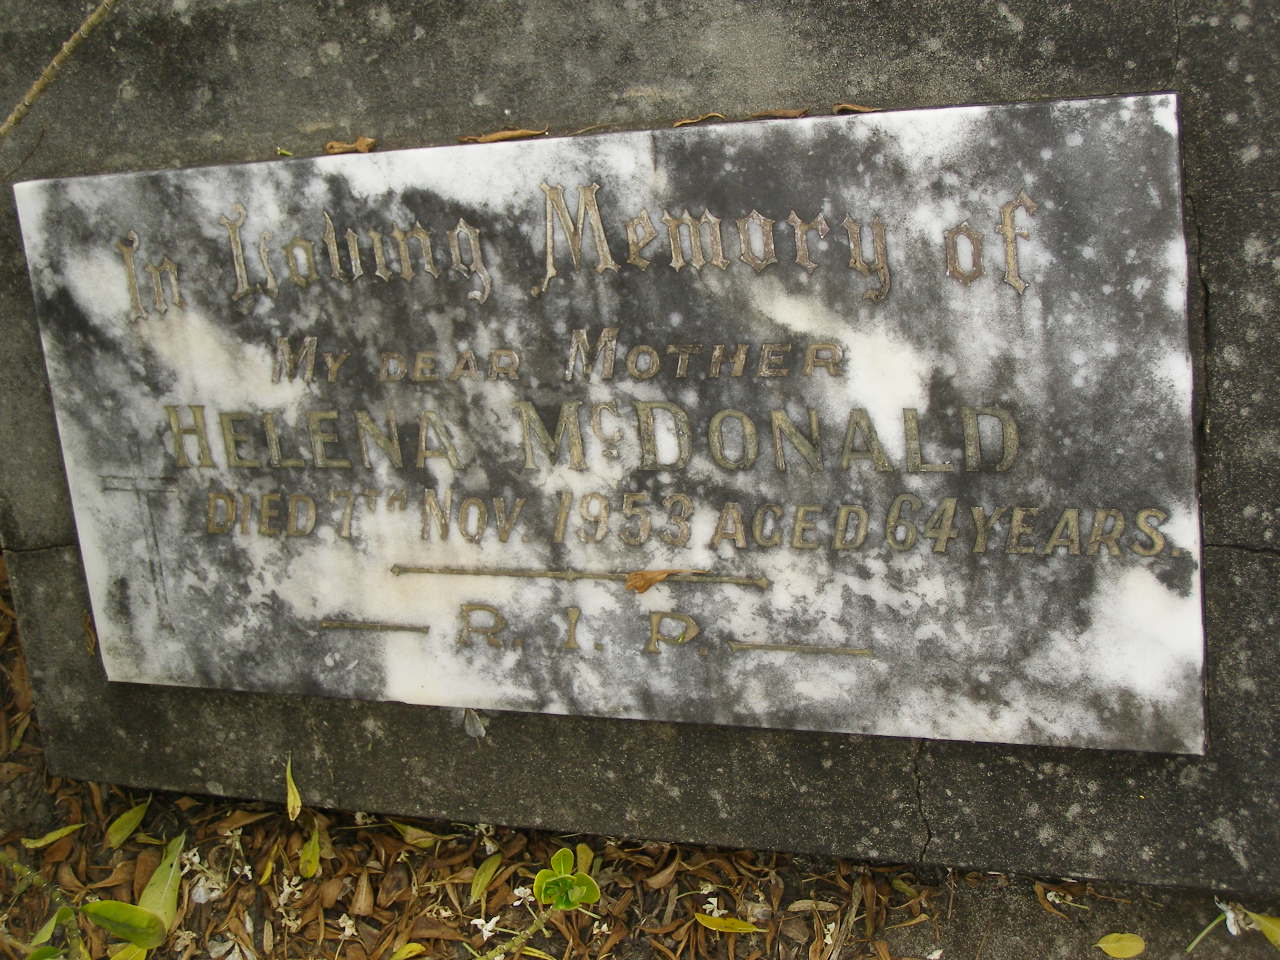 In Loving Memory of
MY DEAR MOTHER
HELENA McDONALD
DIED 7TH NOV. 1953 AGED 64 YEARS.
R. I. P.